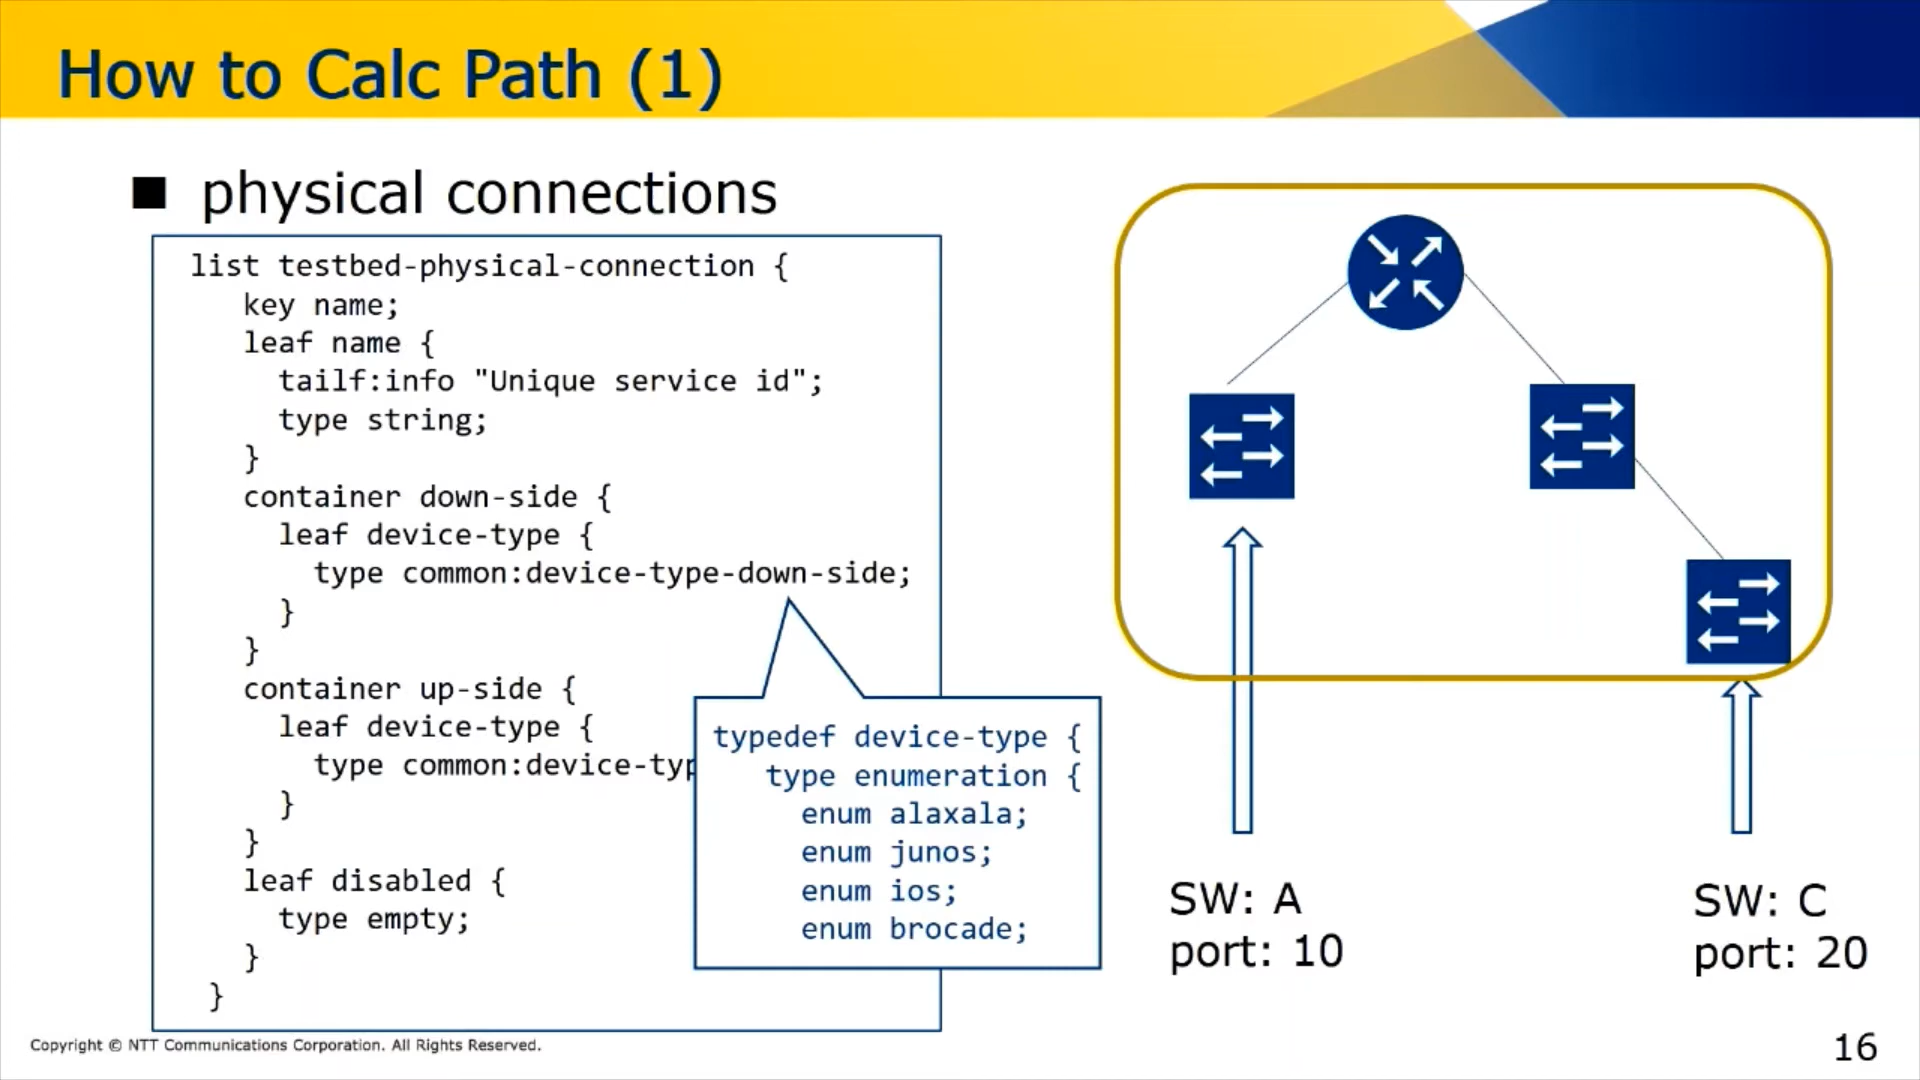 How to Calc Path (1)
physical connections
list testbed-physical-connection {
key name;
leaf name {
tailf:info "Unique service id";
type string;
}
container down-side {
leaf device-type {
type common:device-type-down-side;
}
}
container up-side {
leaf device-type {
type common:device-typ
}
}
leaf disabled {
type empty;
}
}
typedef device-type {
type enumeration {
enum alaxala;
enum junos;
enum ios;
enum brocade;
SW: A
port: 10
SW: C
port: 20
Copyright © NTT Communications Corporation. All Rights Reserved.
16